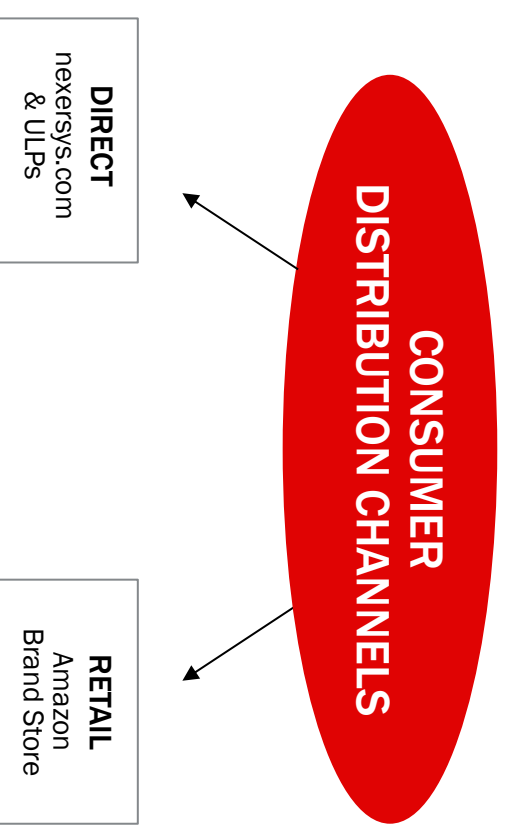 CONSUMER
DISTRIBUTION CHANNELS
DIRECT
nexersys.com
& ULPs
RETAIL
Amazon
Brand Store